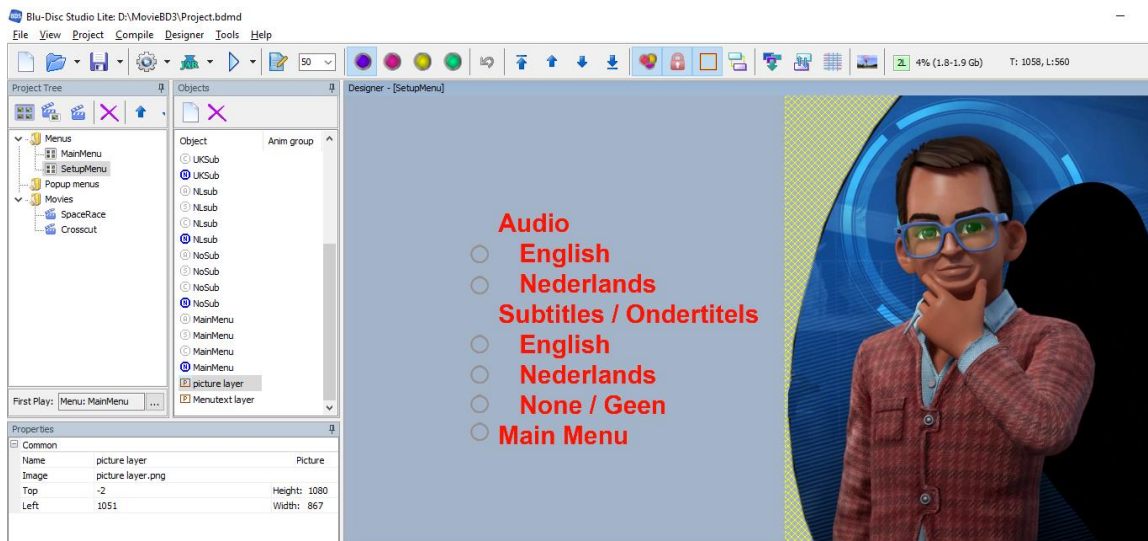 BDS Blu-Disc Studio Lite: D:\MovieBD3\Project.bdmd
File View Project Compile Designer Tools Help
JAR 50 2L 4% (1.8-1.9 Gb) T: 1058, L:560
Project Tree
Menus
MainMenu
SetupMenu
Popup menus
Movies
SpaceRace
Crosscut
First Play: Menu: MainMenu ...
Objects
Object Anim group
C UKSub
N UKSub
NLsub
S NLsub
C NLsub
N NLsub
NoSub
S NoSub
C NoSub
N NoSub
MainMenu
S MainMenu
C MainMenu
N MainMenu
P picture layer
P Menutext layer
Properties
Common
Name picture layer Picture
Image picture layer.png
Top -2 Height: 1080
Left 1051 Width: 867
Designer - [SetupMenu]
Audio
English
Nederlands
Subtitles / Ondertitels
English
Nederlands
None / Geen
Main Menu